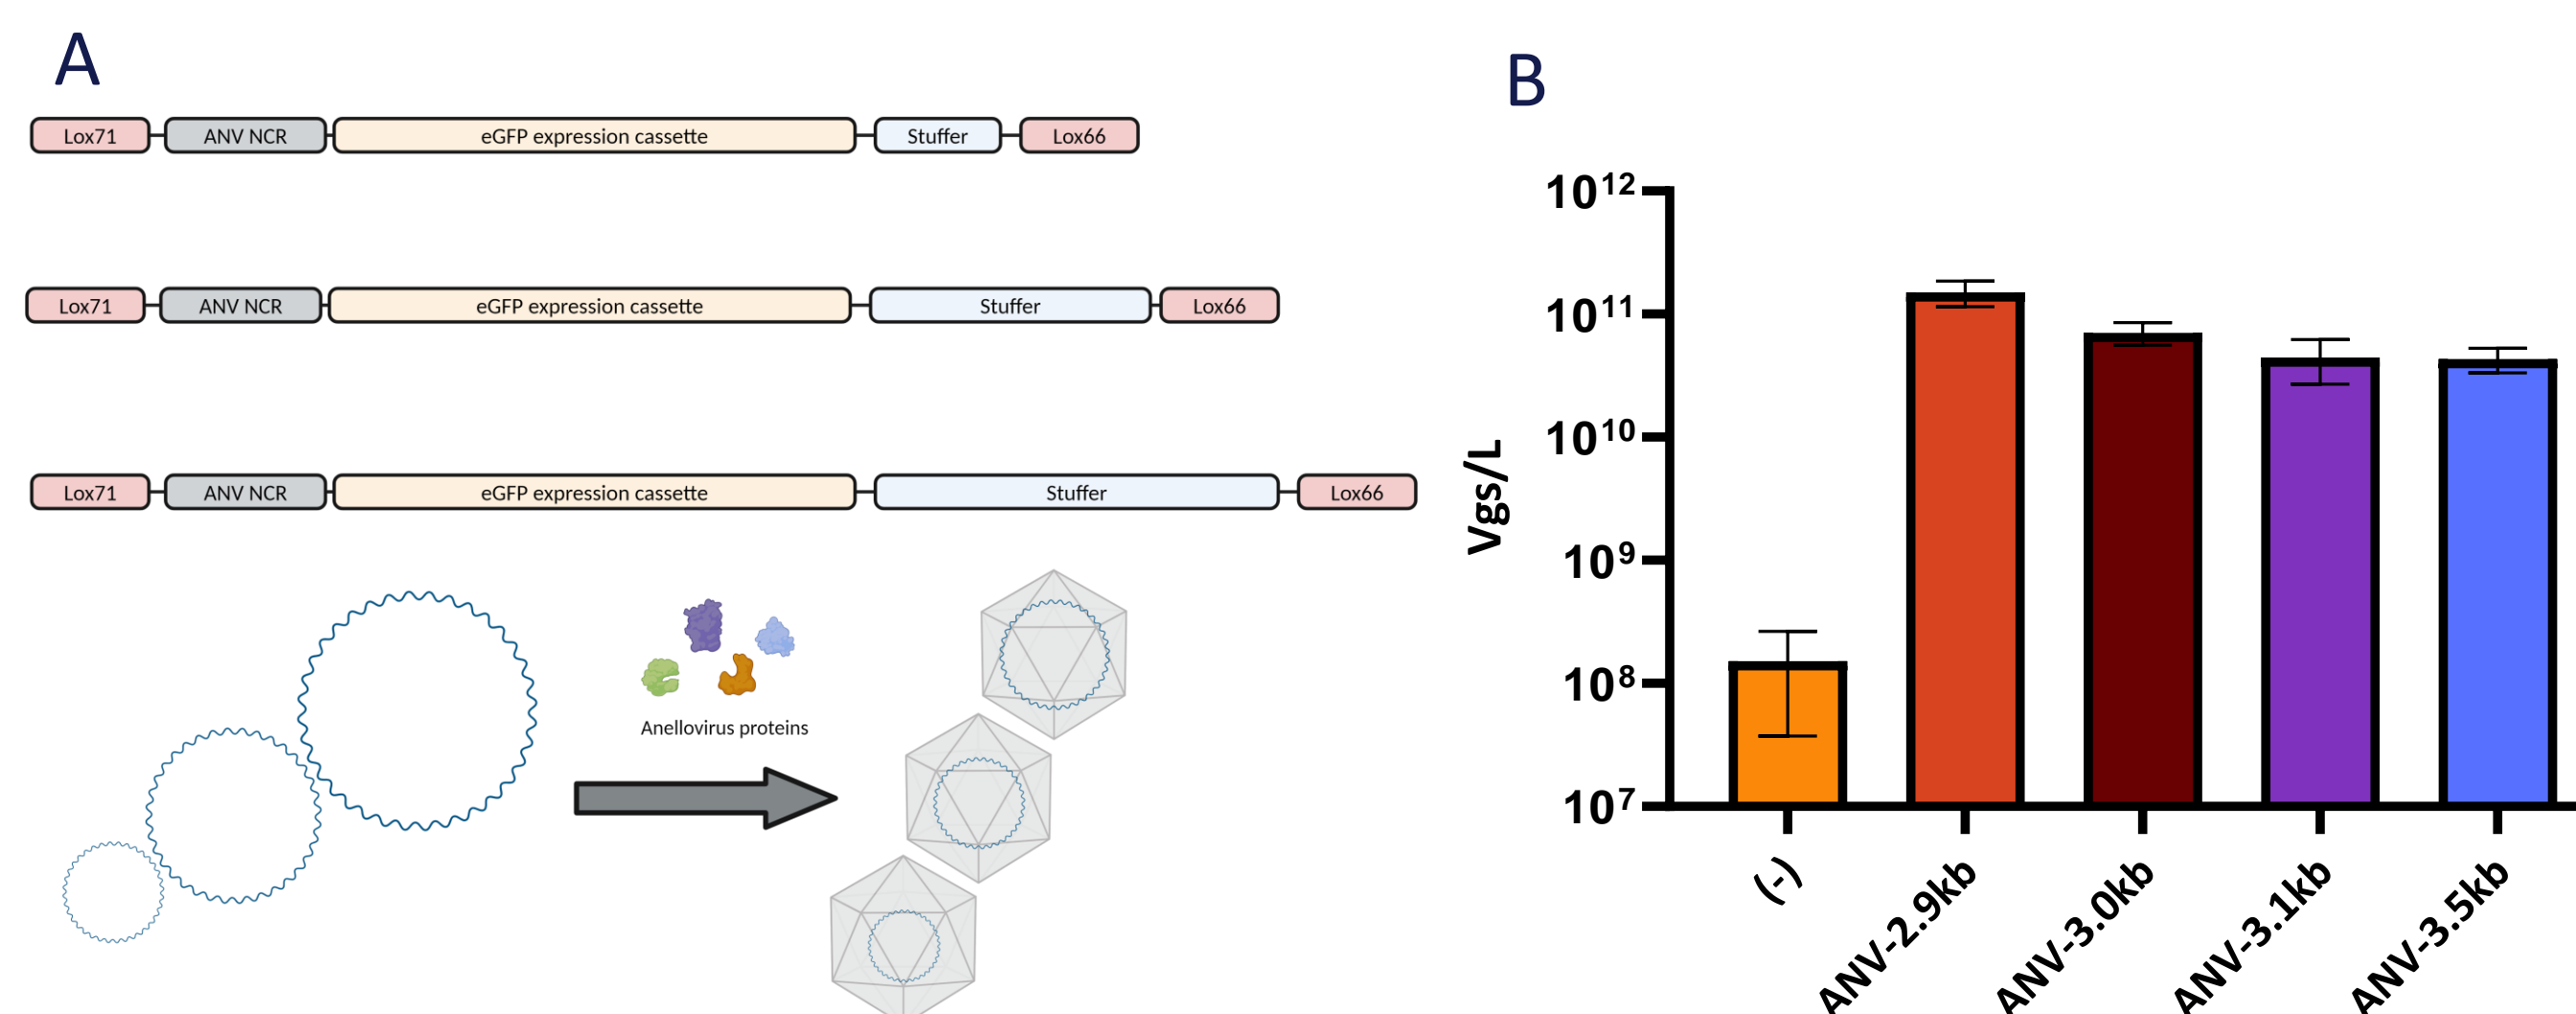 A
Lox71 ANV NCR eGFP expression cassette Stuffer Lox66
Lox71 ANV NCR eGFP expression cassette Stuffer Lox66
Lox71 ANV NCR eGFP expression cassette Stuffer Lox66
Anellovirus proteins
B
Vgs/L
10¹²
10¹¹
10¹⁰
10⁹
10⁸
10⁷
(-)
ANV-2.9kb
ANV-3.0kb
ANV-3.1kb
ANV-3.5kb